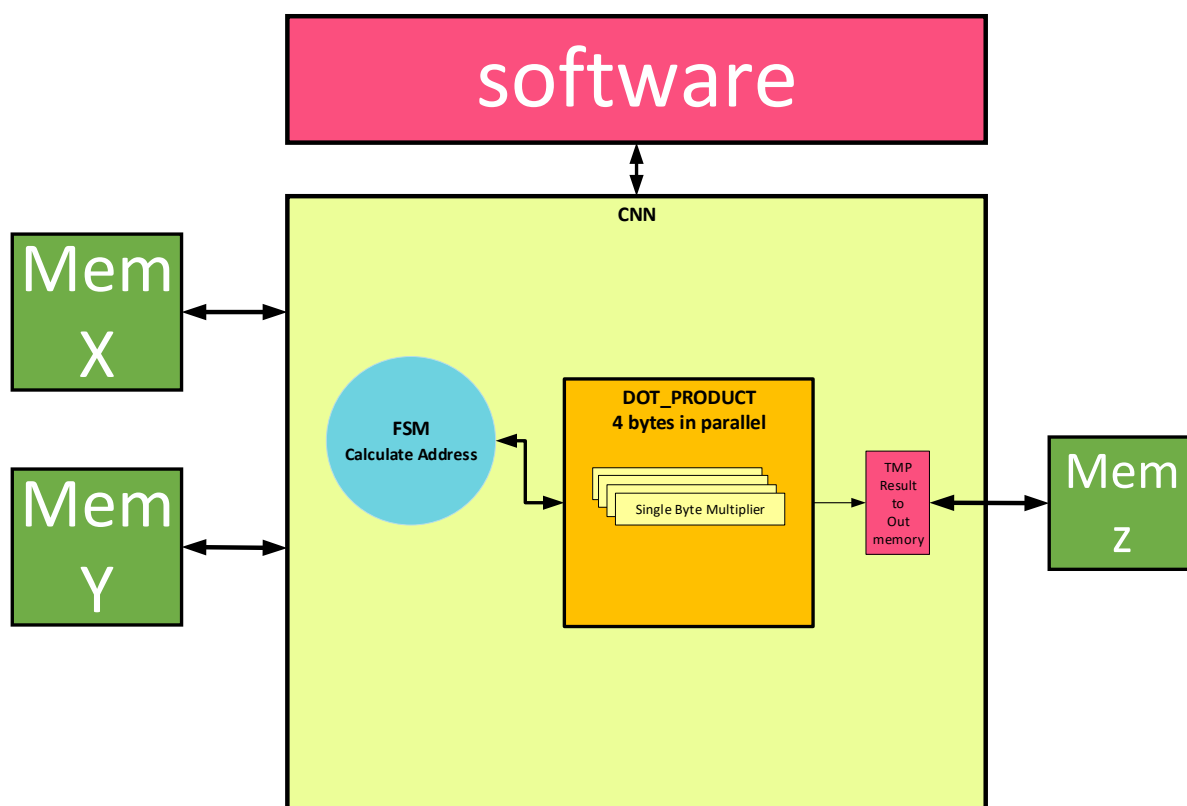 software
CNN
Mem
X
Mem
Y
FSM
Calculate Address
DOT_PRODUCT
4 bytes in parallel
Single Byte Multiplier
TMP
Result
to
Out
memory
Mem
z